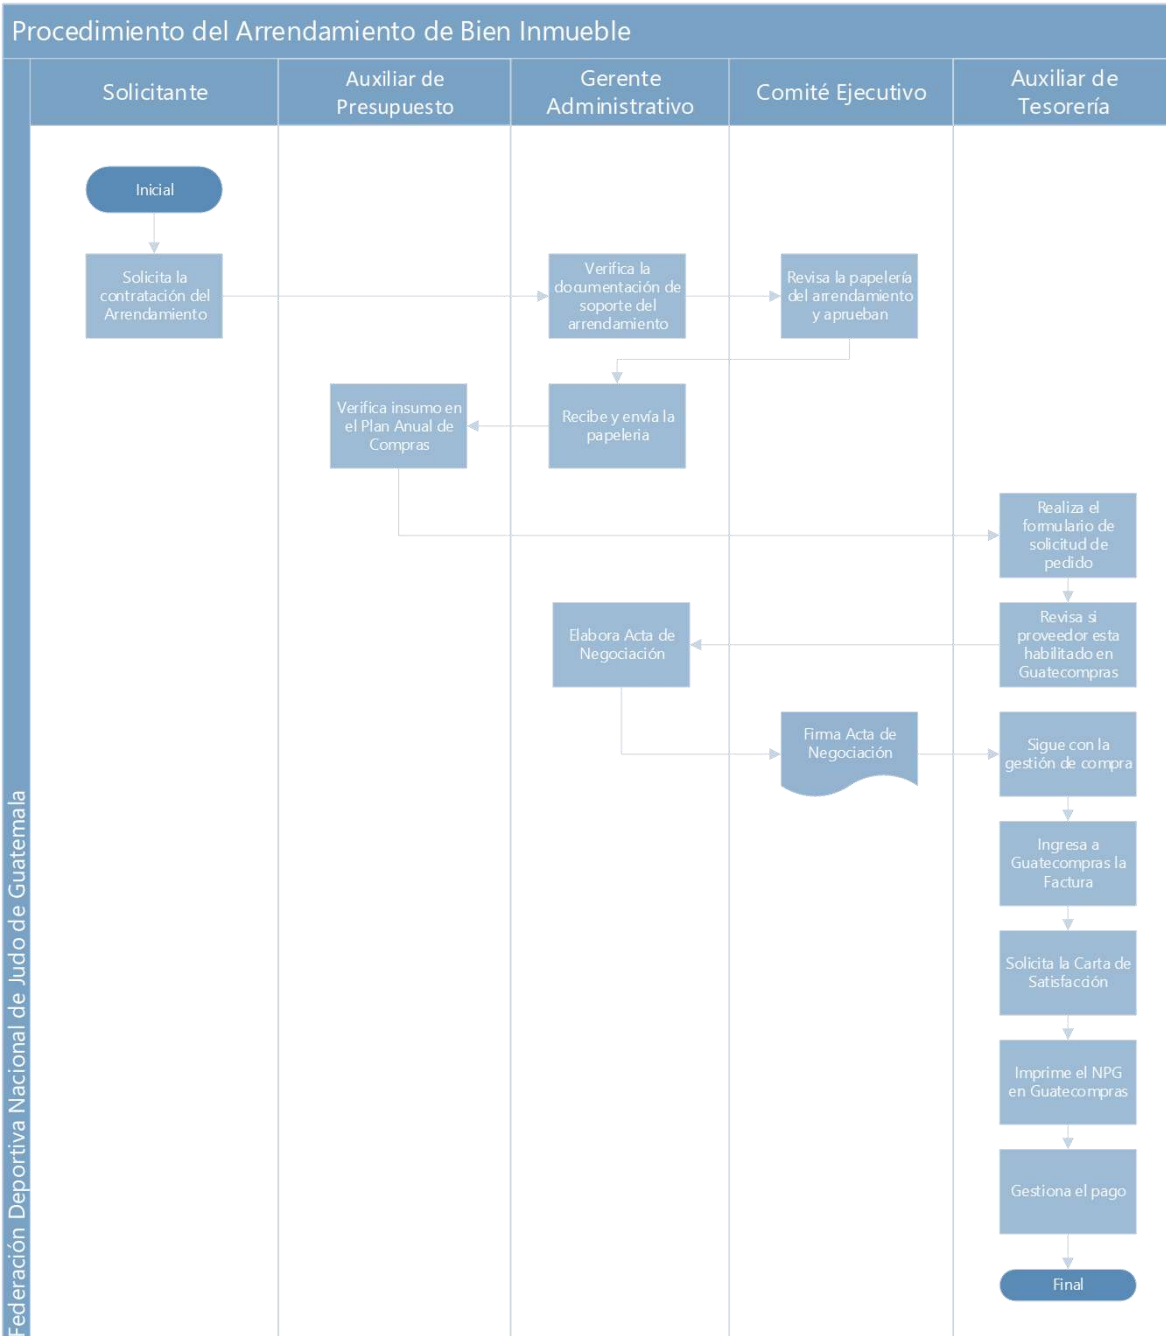 Procedimiento del Arrendamiento de Bien Inmueble
Solicitante
Auxiliar de
Presupuesto
Gerente
Administrativo
Comité Ejecutivo
Auxiliar de
Tesorería
Inicial
Solicita la
contratación del
Arrendamiento
Verifica la
documentación de
soporte del
arrendamiento
Revisa la papelería
del arrendamiento
y aprueban
Verifica insumo en
el Plan Anual de
Compras
Recibe y envía la
papeleria
Realiza el
formulario de
solicitud de
pedido
Elabora Acta de
Negociación
Revisa si
proveedor esta
habilitado en
Guatecompras
Firma Acta de
Negociación
Sigue con la
gestión de compra
Ingresa a
Guatecompras la
Factura
Solicita la Carta de
Satisfacción
Imprime el NPG
en Guatecompras
Gestiona el pago
Final
Federación Deportiva Nacional de Judo de Guatemala